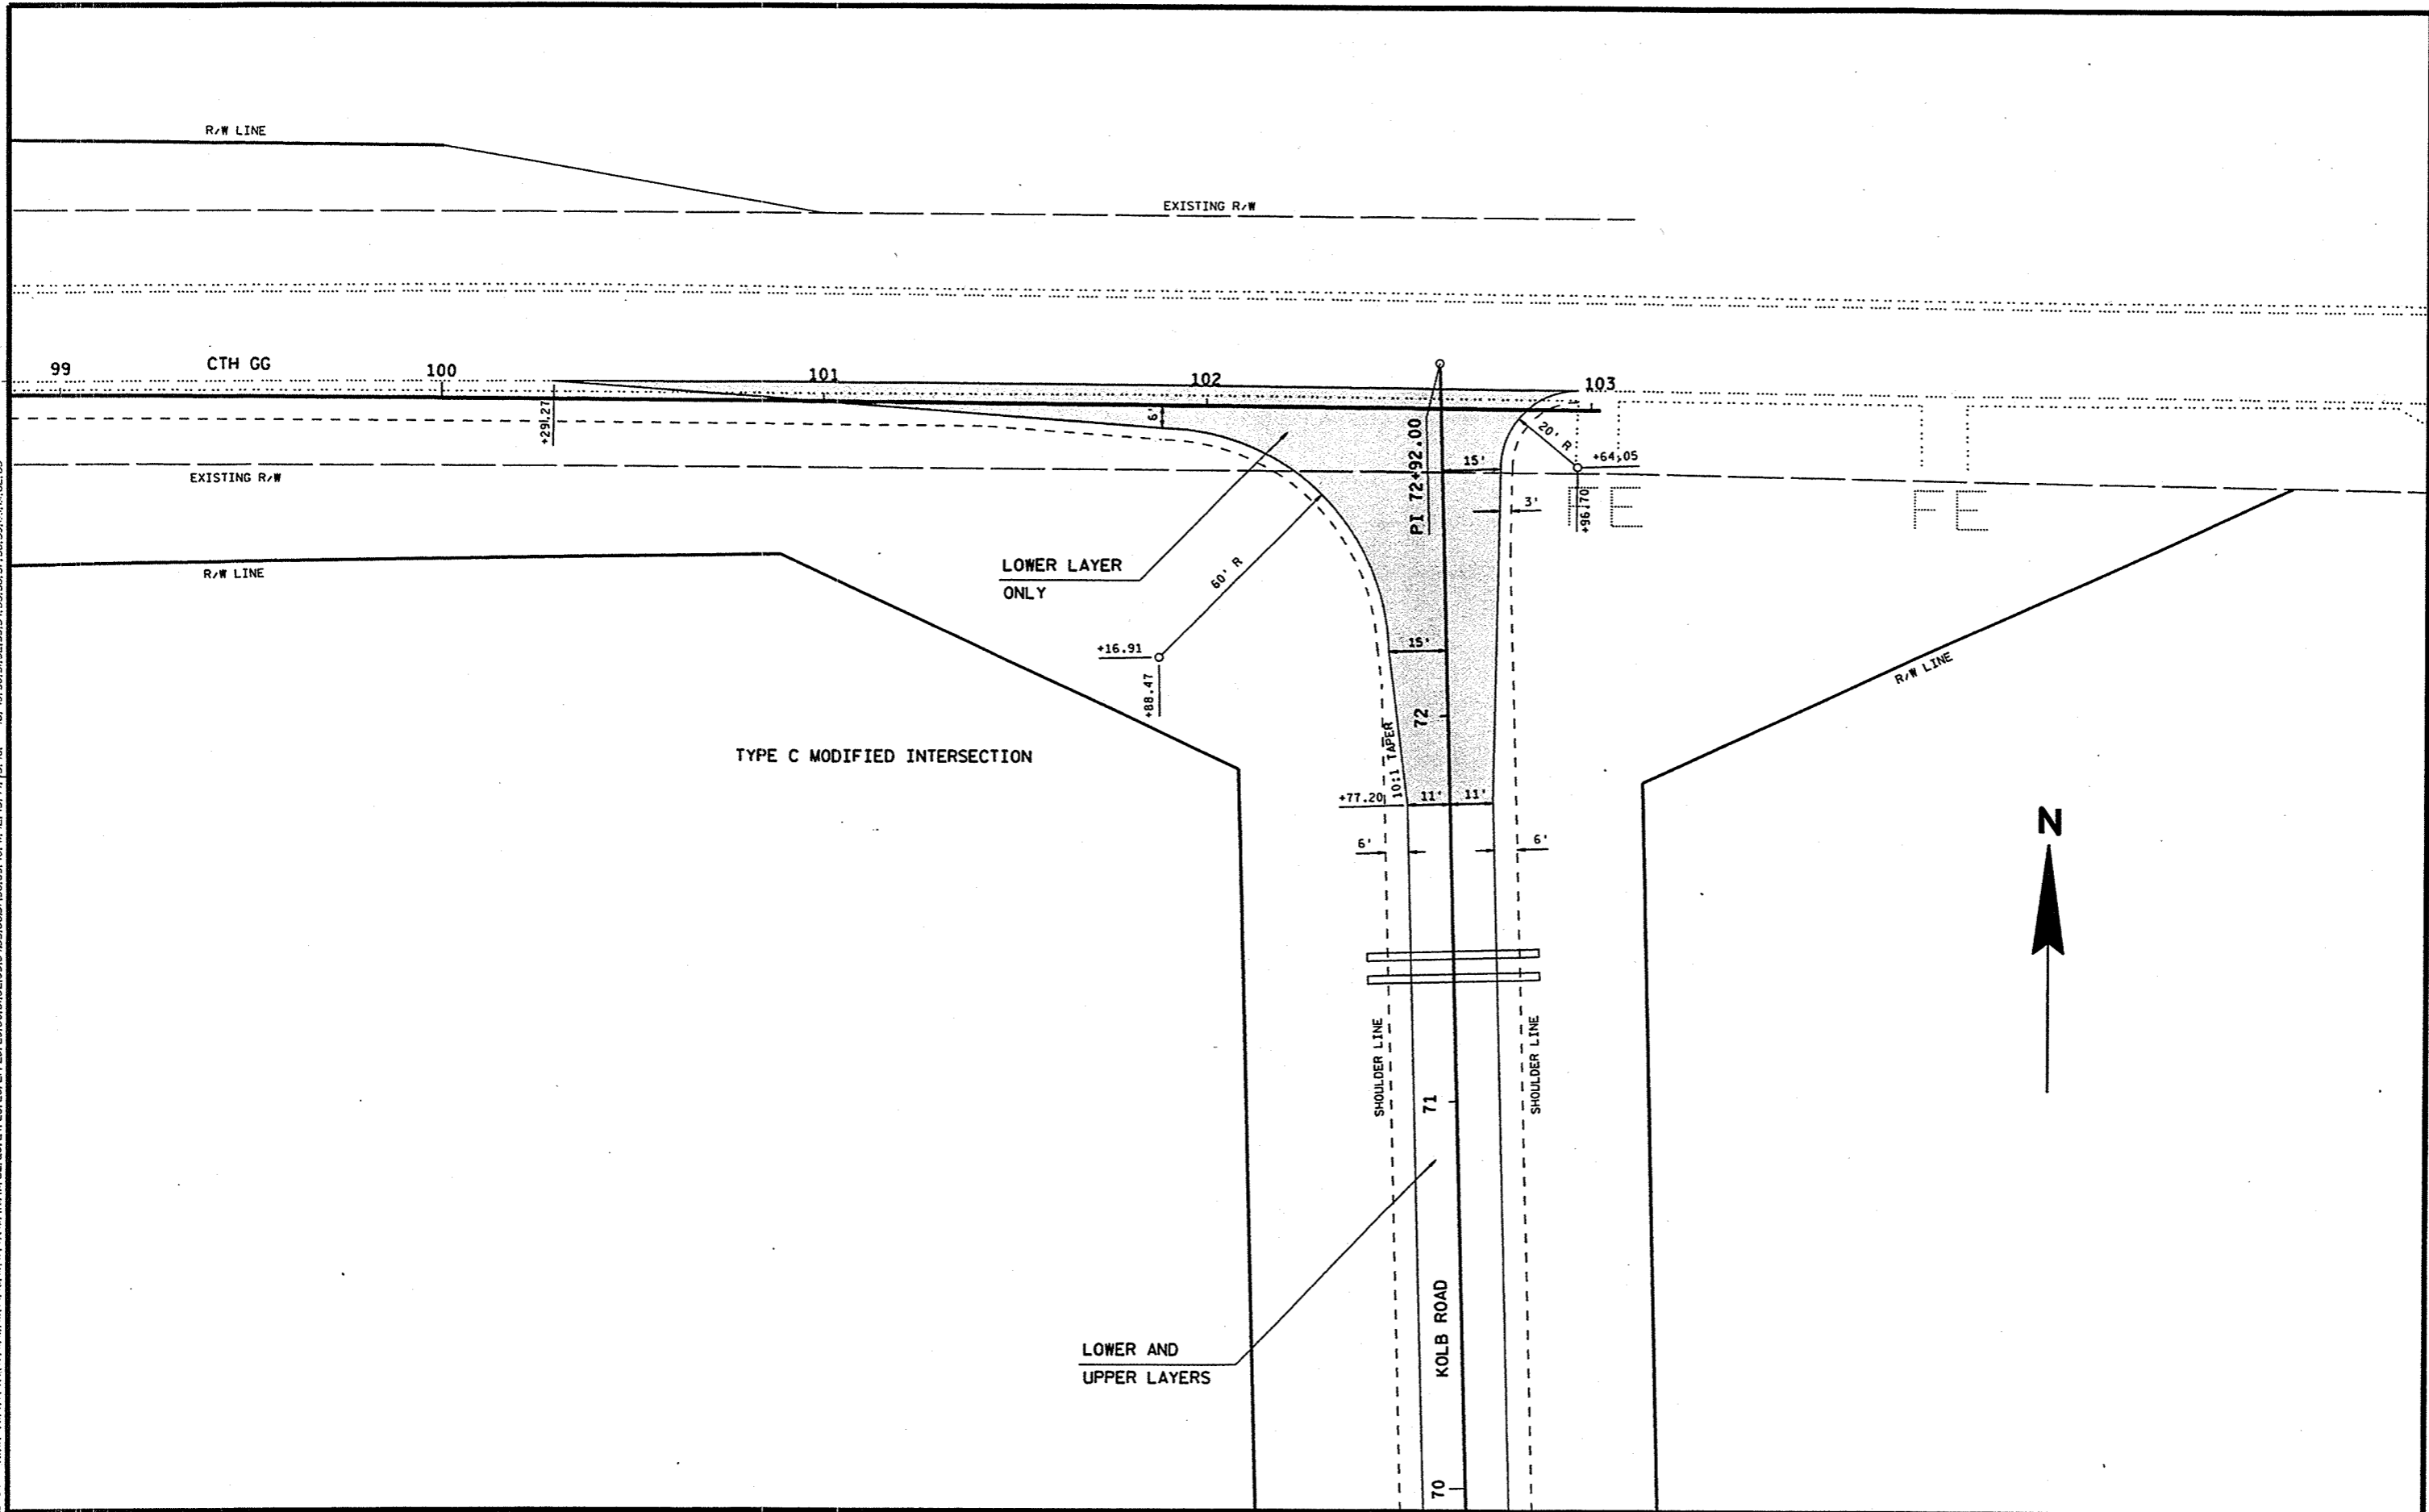 R/W LINE
EXISTING R/W
99
CTH GG
100
101
102
103
+29.27
6'
PI 72+92.00
15'
20' R
+64.05
+96.70
3'
FE
FE
EXISTING R/W
R/W LINE
LOWER LAYER
ONLY
60' R
+16.91
+88.47
15'
R/W LINE
72
10:1 TAPER
TYPE C MODIFIED INTERSECTION
+77.20
11'
11'
6'
6'
N
SHOULDER LINE
SHOULDER LINE
71
KOLB ROAD
LOWER AND
UPPER LAYERS
70